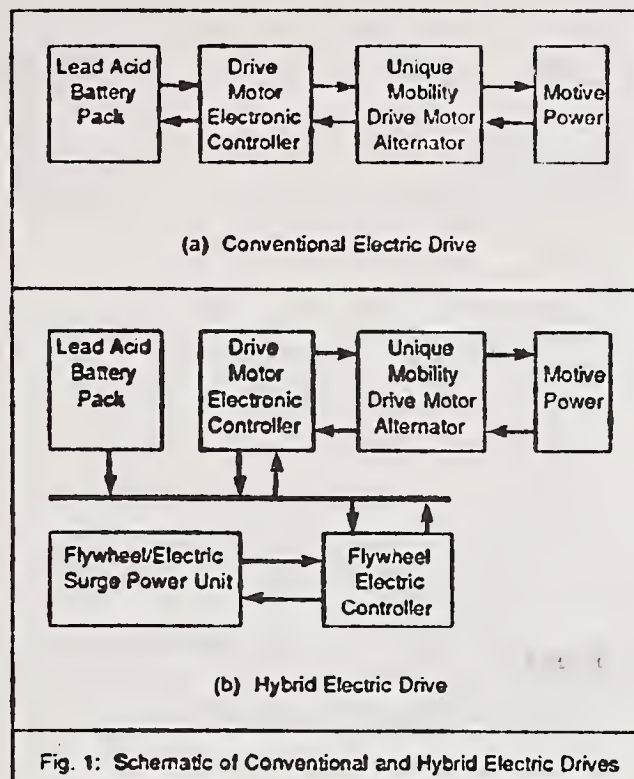 Lead Acid
Battery
Pack
Drive
Motor
Electronic
Controller
Unique
Mobility
Drive Motor
Alternator
Motive
Power
(a) Conventional Electric Drive
Lead Acid
Battery
Pack
Drive
Motor
Electronic
Controller
Unique
Mobility
Drive Motor
Alternator
Motive
Power
Flywheel/Electric
Surge Power Unit
Flywheel
Electric
Controller
(b) Hybrid Electric Drive
Fig. 1: Schematic of Conventional and Hybrid Electric Drives